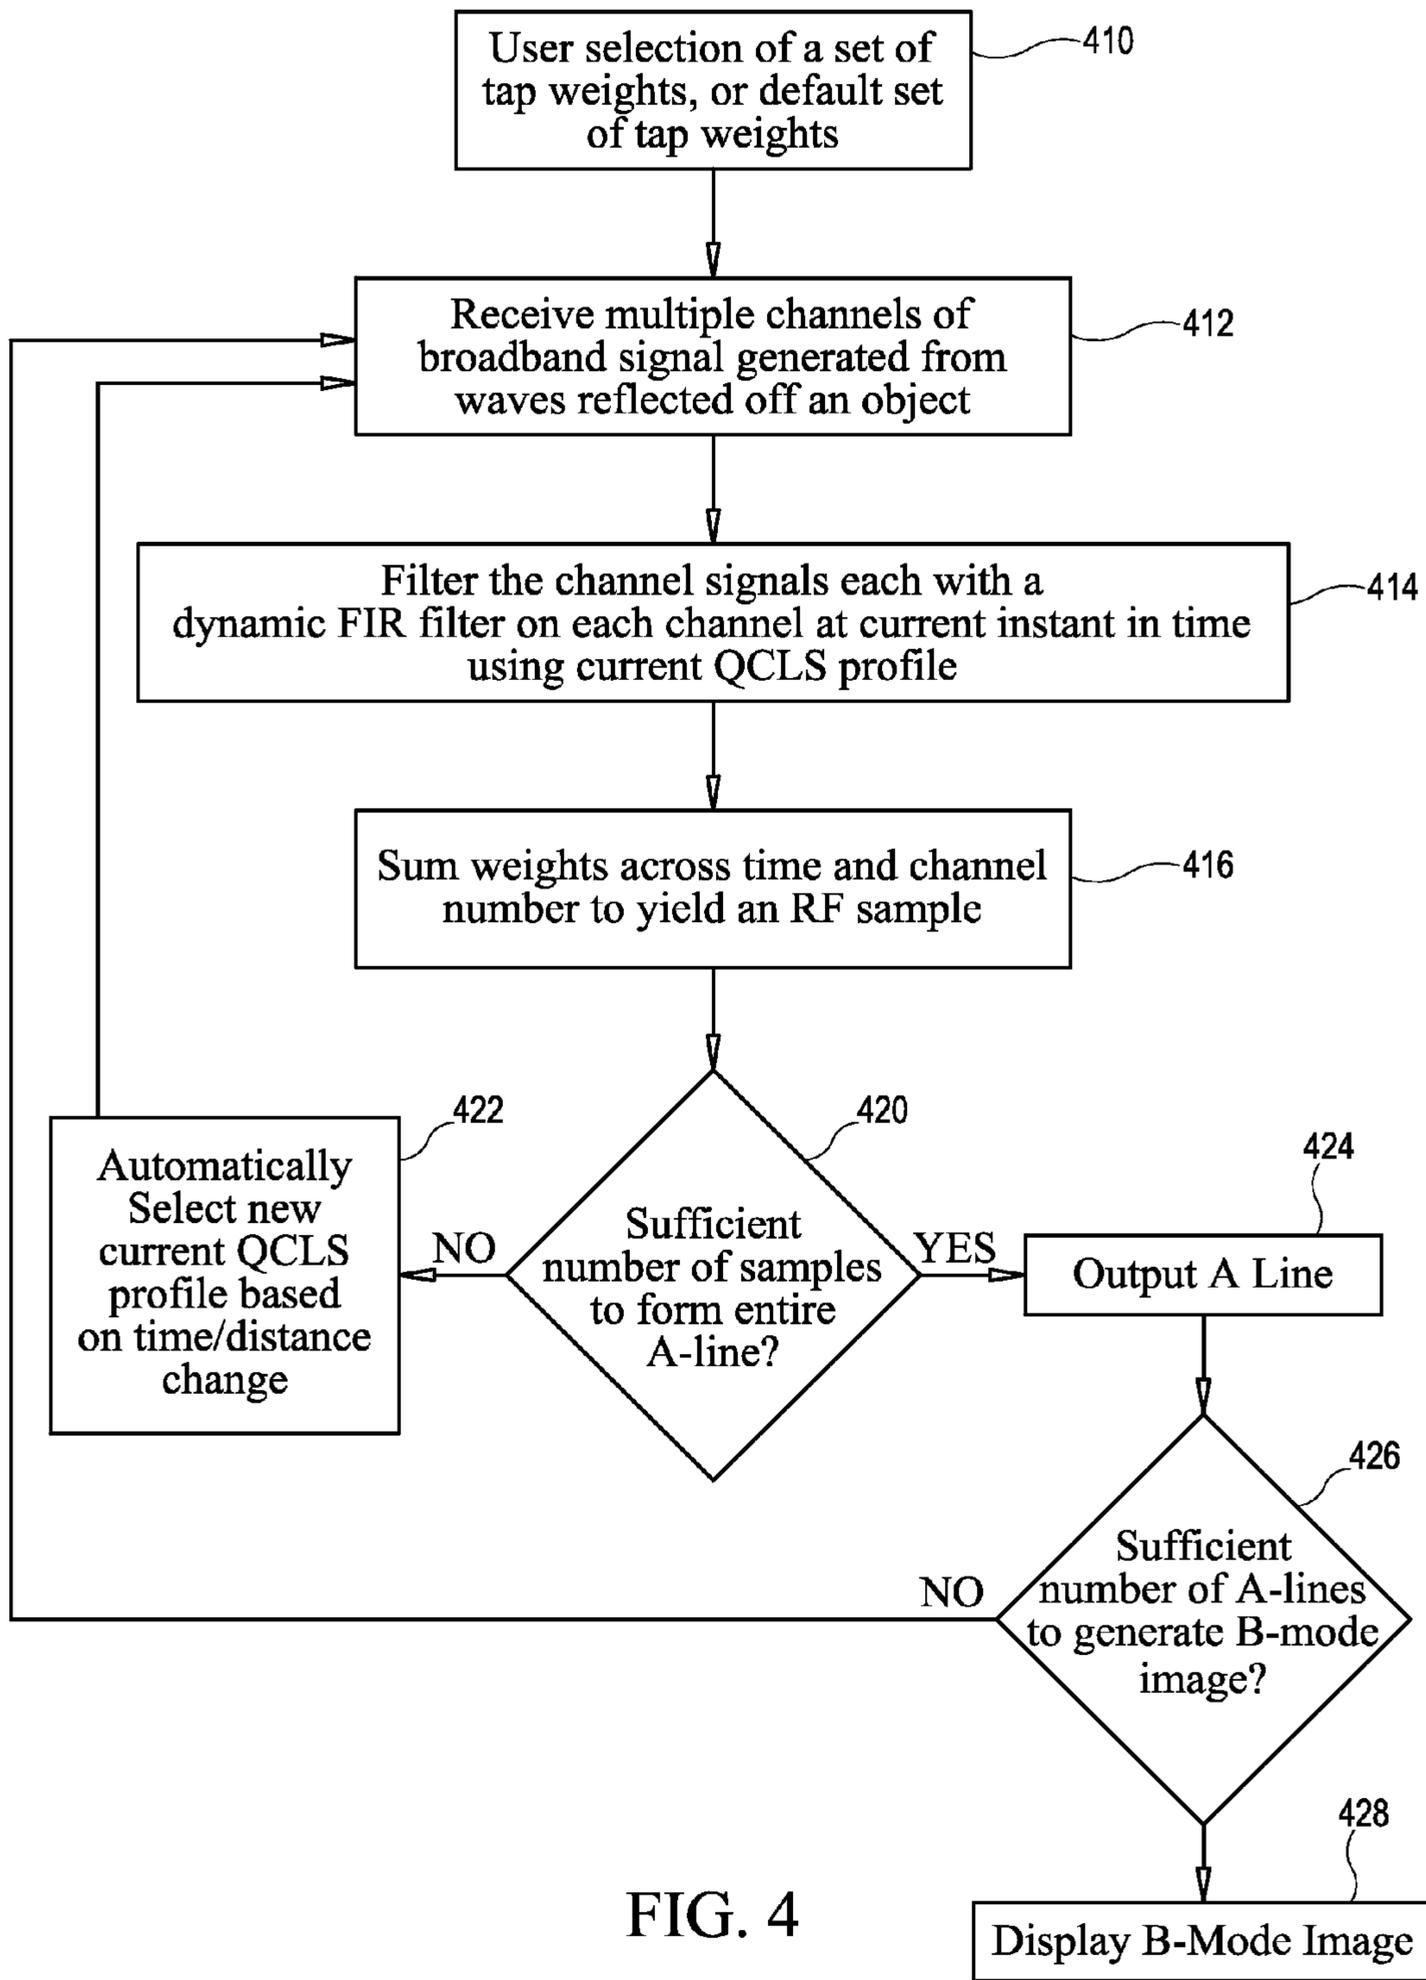 User selection of a set of
tap weights, or default set
of tap weights
410
Receive multiple channels of
broadband signal generated from
waves reflected off an object
412
Filter the channel signals each with a
dynamic FIR filter on each channel at current instant in time
using current QCLS profile
414
Sum weights across time and channel
number to yield an RF sample
416
420
Sufficient
number of samples
to form entire
A-line?
NO
YES
422
Automatically
Select new
current QCLS
profile based
on time/distance
change
424
Output A Line
426
Sufficient
number of A-lines
to generate B-mode
image?
NO
428
Display B-Mode Image
FIG. 4